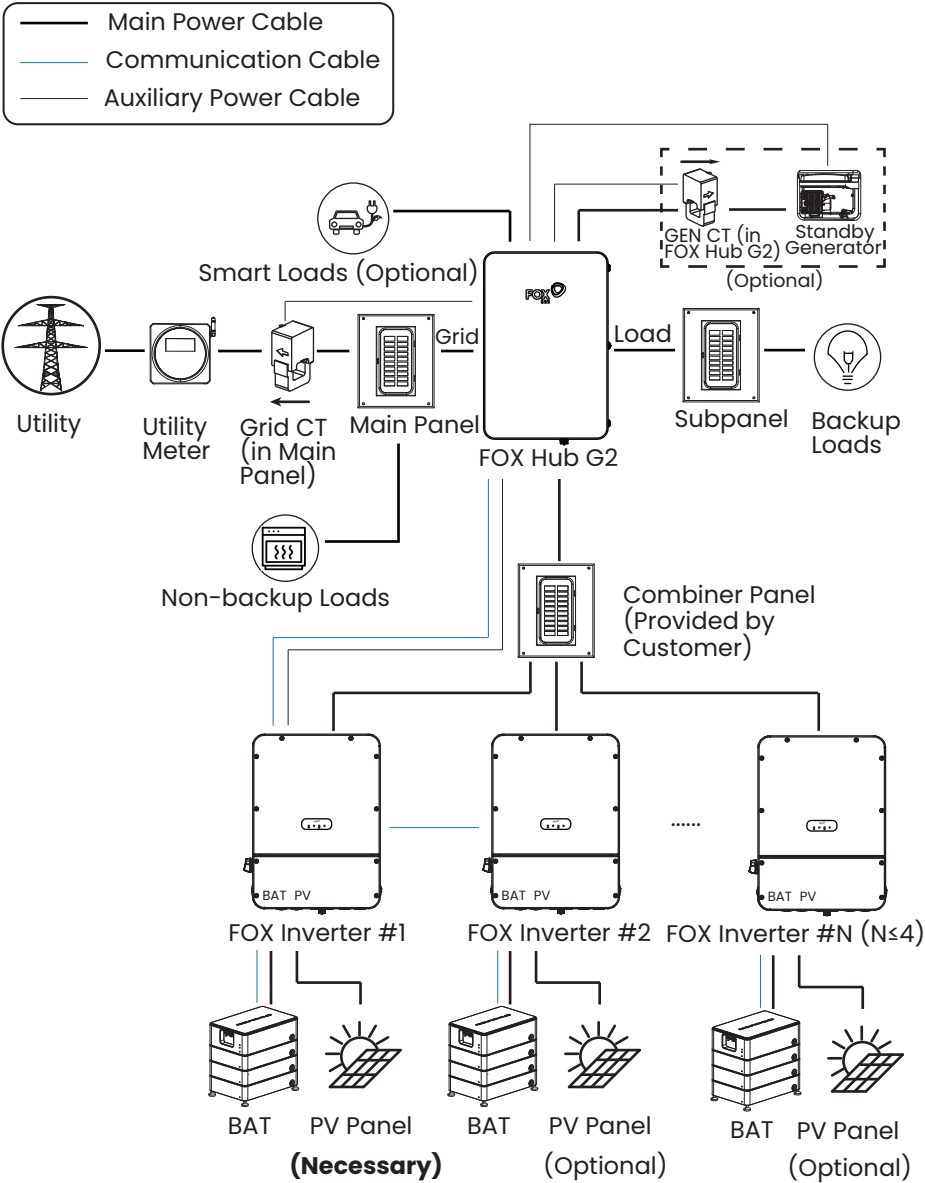 Main Power Cable
Communication Cable
Auxiliary Power Cable
GEN CT (in
FOX Hub G2)
Standby
Generator
(Optional)
Smart Loads (Optional)
FOX
ESS
Grid
Load
Utility
Utility
Meter
Grid CT
(in Main
Panel)
Main Panel
FOX Hub G2
Subpanel
Backup
Loads
Non-backup Loads
Combiner Panel
(Provided by
Customer)
BAT PV
BAT PV
BAT PV
FOX Inverter #1
FOX Inverter #2
......
FOX Inverter #N (N≤4)
BAT
PV Panel
(Necessary)
BAT
PV Panel
(Optional)
BAT
PV Panel
(Optional)